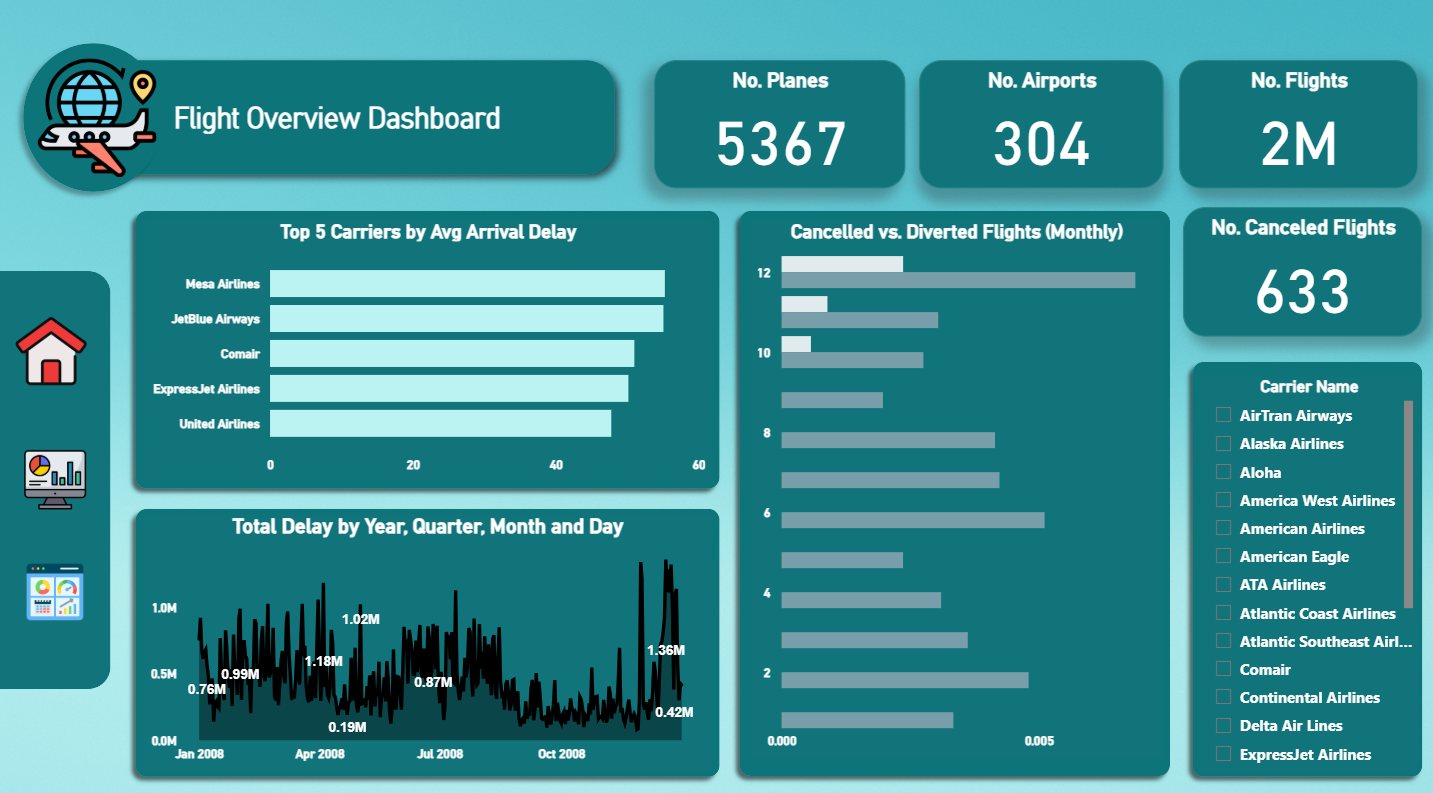 Flight Overview Dashboard
No. Planes
5367
No. Airports
304
No. Flights
2M
Top 5 Carriers by Avg Arrival Delay
Mesa Airlines
JetBlue Airways
Comair
ExpressJet Airlines
United Airlines
0 20 40 60
Total Delay by Year, Quarter, Month and Day
1.0M
0.5M
0.0M
0.76M
0.99M
1.18M
1.02M
0.19M
0.87M
1.36M
0.42M
Jan 2008 Apr 2008 Jul 2008 Oct 2008
Cancelled vs. Diverted Flights (Monthly)
12
10
8
6
4
2
0.000 0.005
No. Canceled Flights
633
Carrier Name
AirTran Airways
Alaska Airlines
Aloha
America West Airlines
American Airlines
American Eagle
ATA Airlines
Atlantic Coast Airlines
Atlantic Southeast Airl...
Comair
Continental Airlines
Delta Air Lines
ExpressJet Airlines